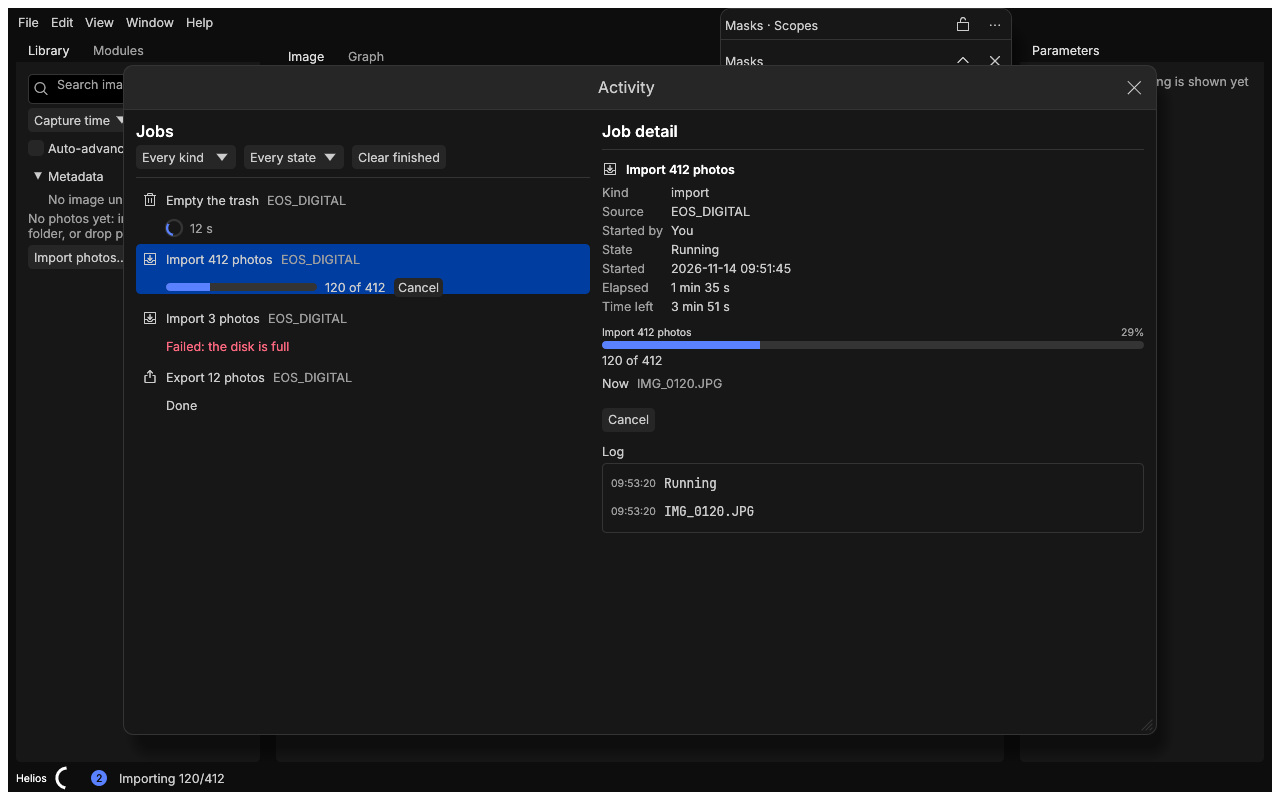 File Edit View Window Help
Masks · Scopes
Library Modules
Image Graph
Masks
Parameters
Search ima
ng is shown yet
Activity
Capture time
Auto-advanc
Metadata
No image un
No photos yet: i
folder, or drop p
Import photos..
Jobs
Every kind Every state Clear finished
Empty the trash EOS_DIGITAL
12 s
Import 412 photos EOS_DIGITAL
120 of 412 Cancel
Import 3 photos EOS_DIGITAL
Failed: the disk is full
Export 12 photos EOS_DIGITAL
Done
Job detail
Import 412 photos
Kind import
Source EOS_DIGITAL
Started by You
State Running
Started 2026-11-14 09:51:45
Elapsed 1 min 35 s
Time left 3 min 51 s
Import 412 photos 29%
120 of 412
Now IMG_0120.JPG
Cancel
Log
09:53:20 Running
09:53:20 IMG_0120.JPG
Helios 2 Importing 120/412